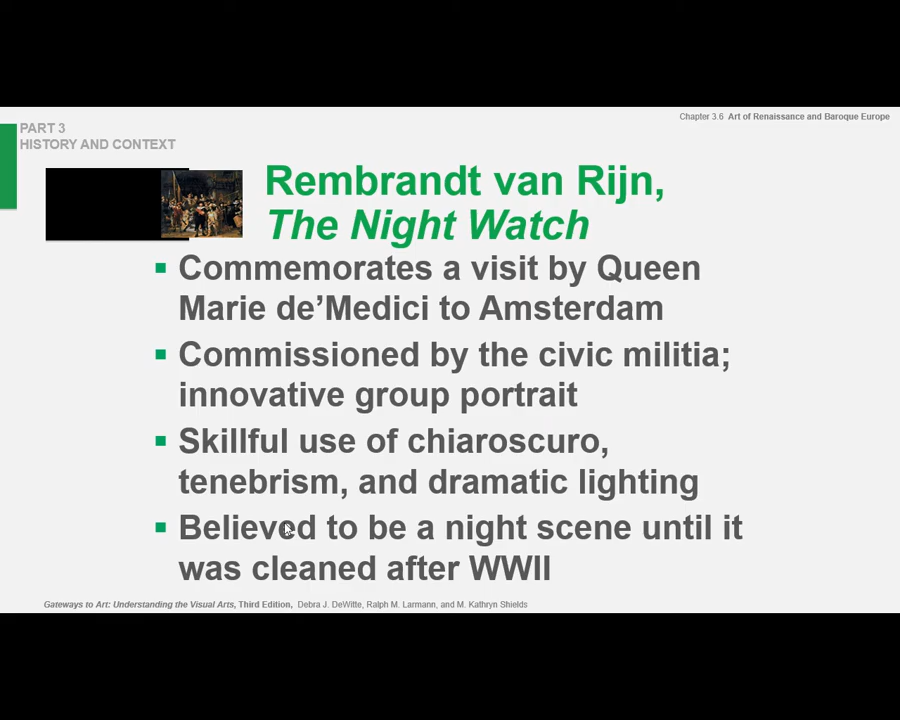 PART 3
HISTORY AND CONTEXT
Chapter 3.6 Art of Renaissance and Baroque Europe
Rembrandt van Rijn,
The Night Watch
▪ Commemorates a visit by Queen
Marie de’Medici to Amsterdam
▪ Commissioned by the civic militia;
innovative group portrait
▪ Skillful use of chiaroscuro,
tenebrism, and dramatic lighting
▪ Believed to be a night scene until it
was cleaned after WWII
Gateways to Art: Understanding the Visual Arts, Third Edition, Debra J. DeWitte, Ralph M. Larmann, and M. Kathryn Shields